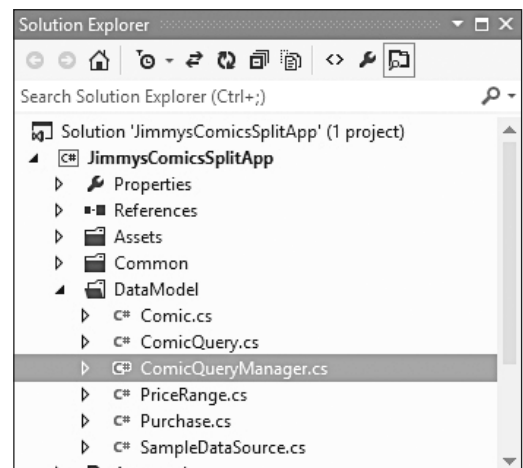 Solution Explorer
Search Solution Explorer (Ctrl+;)
Solution 'JimmysComicsSplitApp' (1 project)
C# JimmysComicsSplitApp
Properties
References
Assets
Common
DataModel
C# Comic.cs
C# ComicQuery.cs
C# ComicQueryManager.cs
C# PriceRange.cs
C# Purchase.cs
C# SampleDataSource.cs